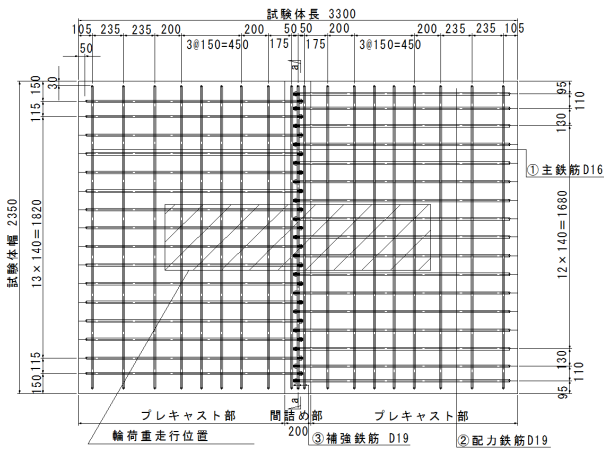 試験体長 3300
105 235 235 200 200 50 50 200 200 235 235 105
3@150=450 175 175 3@150=450
50
a
30
150
115
13×140=1820
115
150
試験体幅 2350
95
110
130
12×140=1680
130
110
95
①主鉄筋D16
a
プレキャスト部 間詰め部 プレキャスト部
200
輪荷重走行位置
③補強鉄筋 D19
②配力鉄筋D19